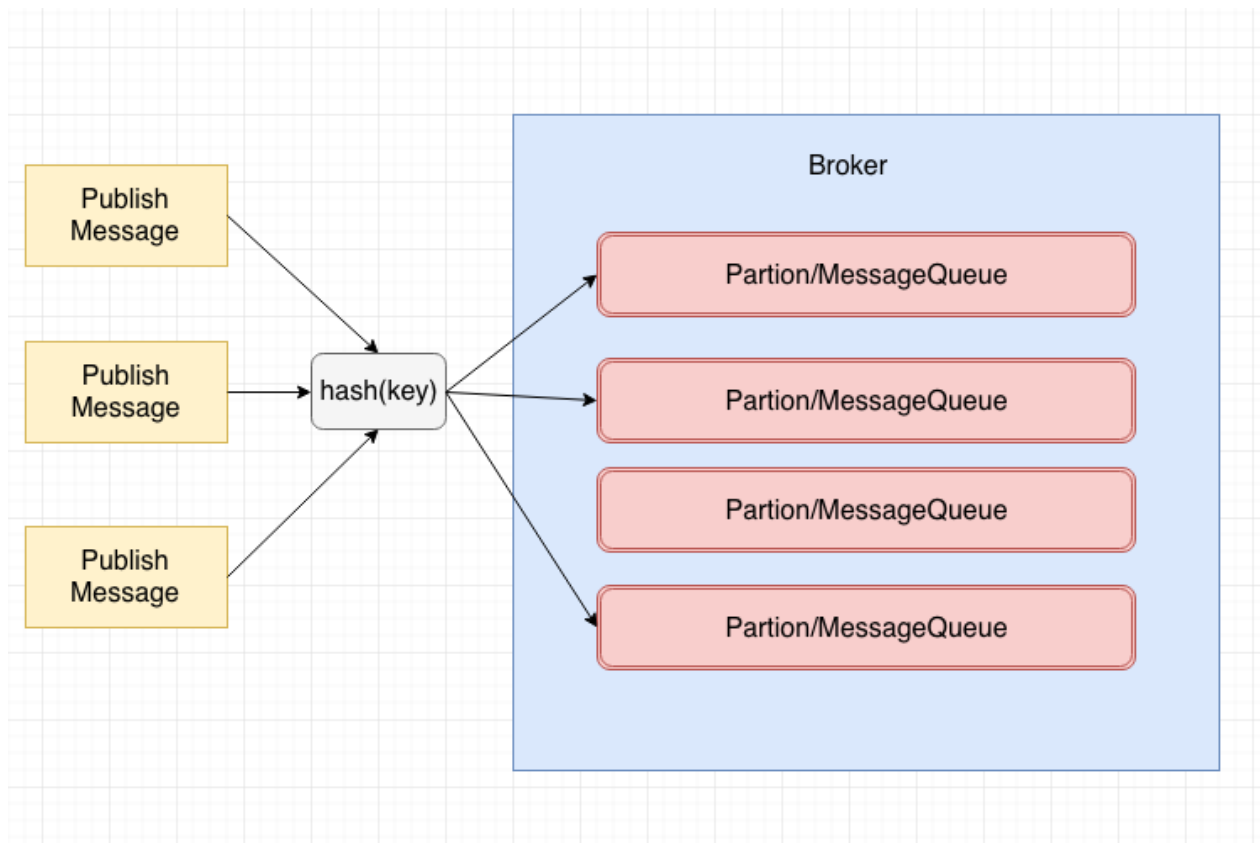 Publish
Message
Publish
Message
Publish
Message
hash(key)
Broker
Partion/MessageQueue
Partion/MessageQueue
Partion/MessageQueue
Partion/MessageQueue